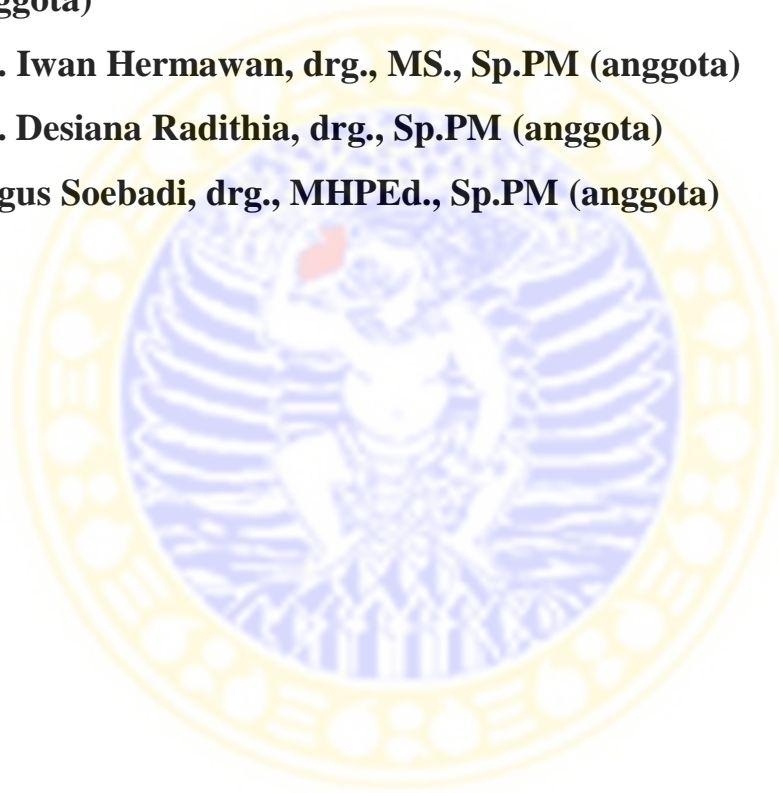 ggota)
. Iwan Hermawan, drg., MS., Sp.PM (anggota)
. Desiana Radithia, drg., Sp.PM (anggota)
gus Soebadi, drg., MHPEd., Sp.PM (anggota)